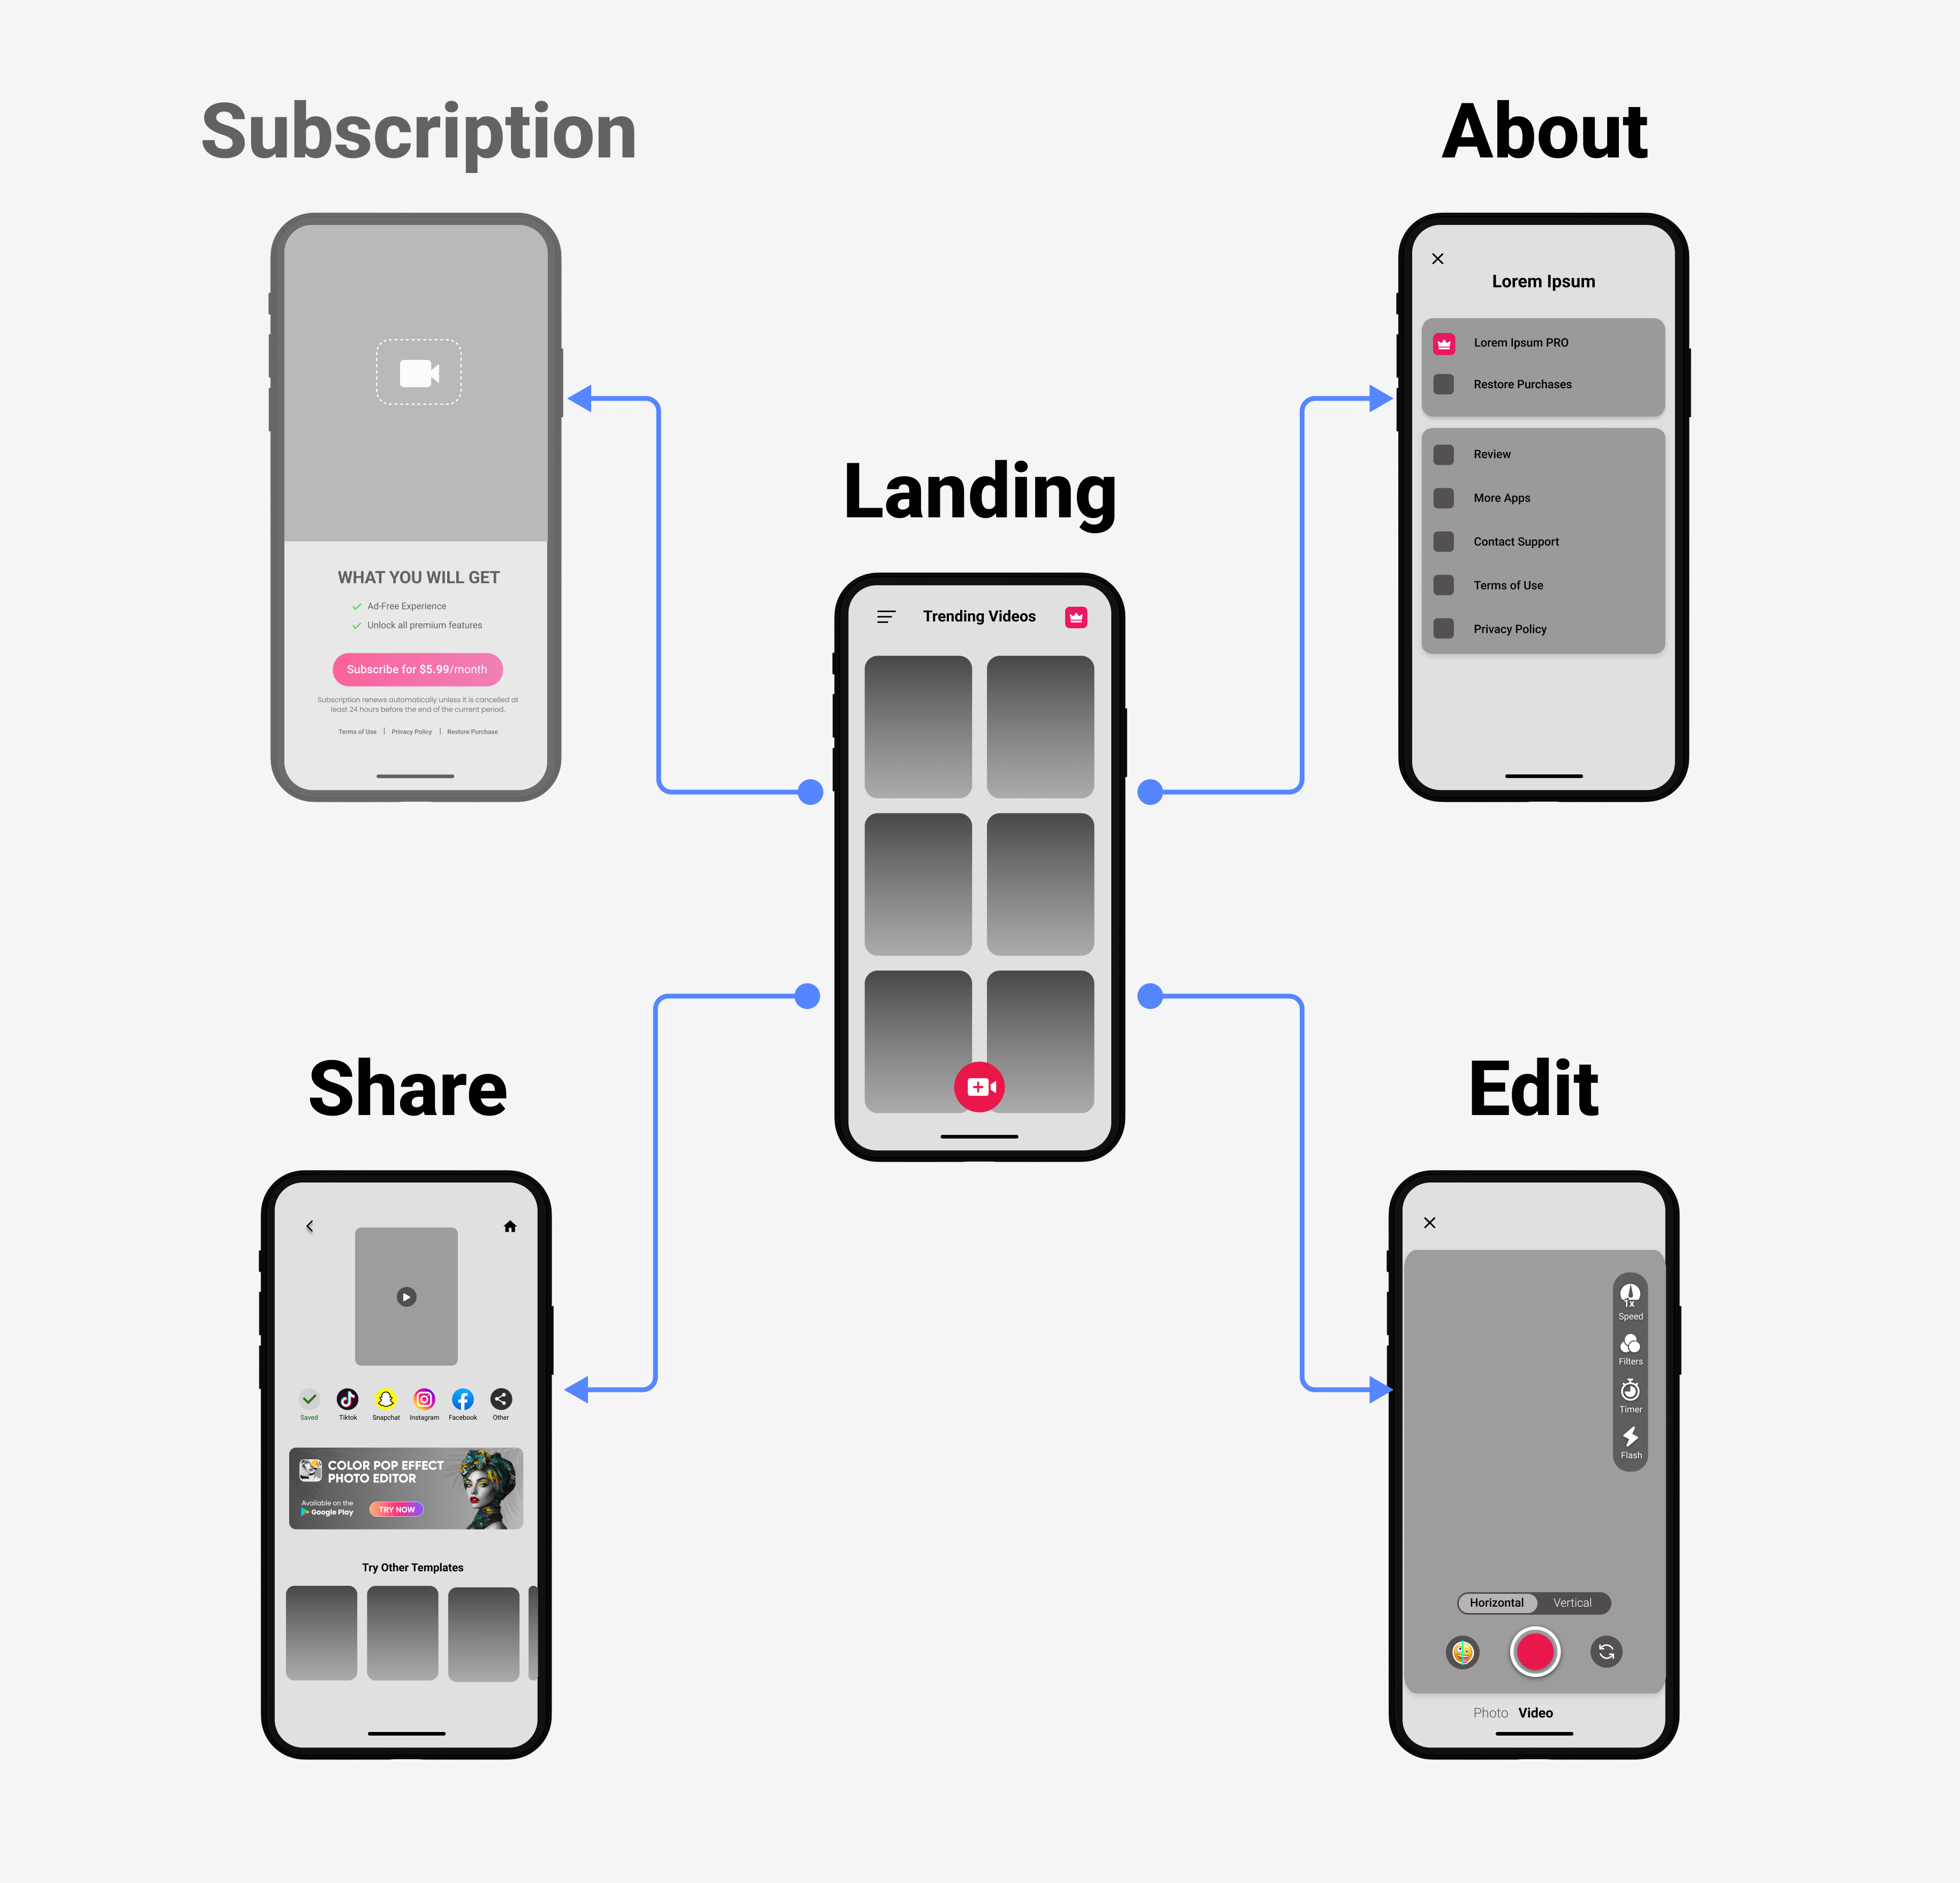 Subscription
WHAT YOU WILL GET
Ad-Free Experience
Unlock all premium features
Subscribe for $5.99/month
Subscription renews automatically unless it is cancelled at
least 24 hours before the end of the current period.
Terms of Use | Privacy Policy | Restore Purchase
About
Lorem Ipsum
Lorem Ipsum PRO
Restore Purchases
Review
More Apps
Contact Support
Terms of Use
Privacy Policy
Landing
Trending Videos
Share
Saved Tiktok Snapchat Instagram Facebook Other
COLOR POP EFFECT
PHOTO EDITOR
Available on the
Google Play
TRY NOW
Try Other Templates
Edit
1x
Speed
Filters
Timer
Flash
Horizontal Vertical
Photo Video